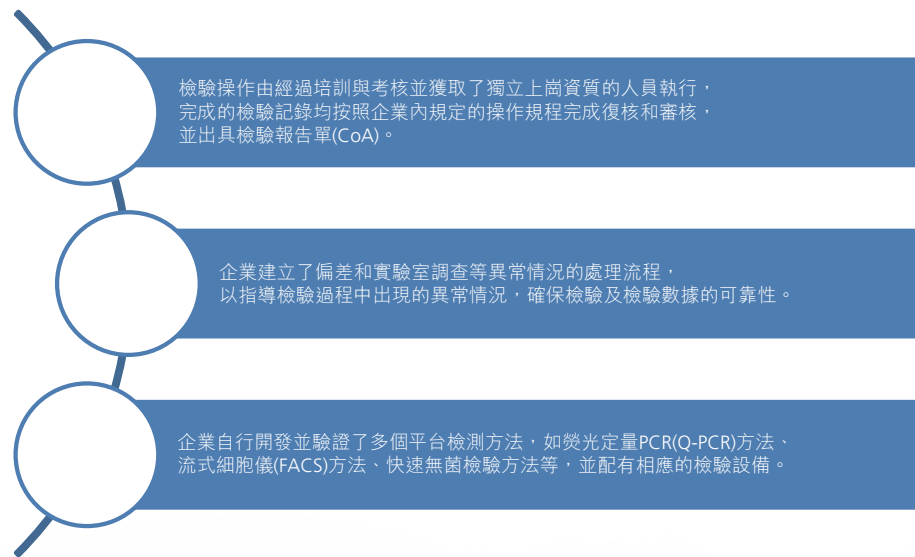 檢驗操作由經過培訓與考核並獲取了獨立上崗資質的人員執行，
完成的檢驗記錄均按照企業內規定的操作規程完成復核和審核，
並出具檢驗報告單(CoA)。
企業建立了偏差和實驗室調查等異常情況的處理流程，
以指導檢驗過程中出現的異常情況，確保檢驗及檢驗數據的可靠性。
企業自行開發並驗證了多個平台檢測方法，如熒光定量PCR(Q-PCR)方法、
流式細胞儀(FACS)方法、快速無菌檢驗方法等，並配有相應的檢驗設備。